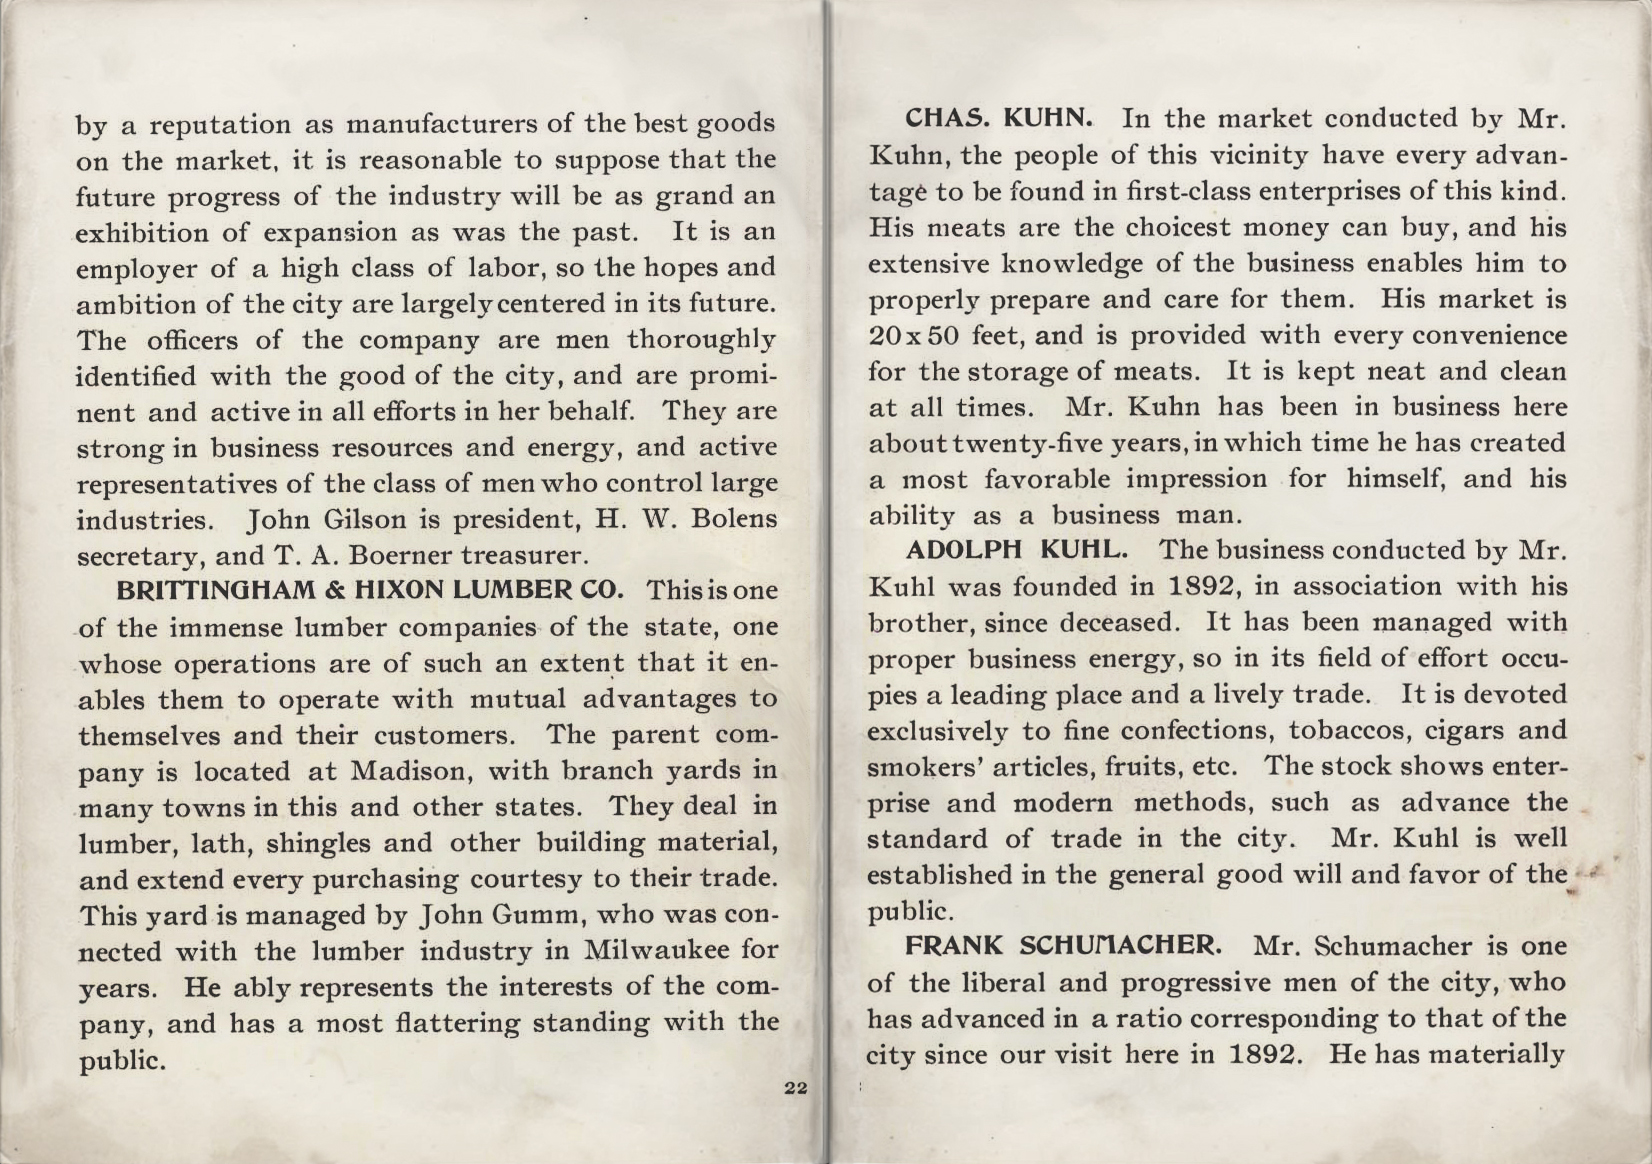 by a reputation as manufacturers of the best goods
on the market, it is reasonable to suppose that the
future progress of the industry will be as grand an
exhibition of expansion as was the past. It is an
employer of a high class of labor, so the hopes and
ambition of the city are largely centered in its future.
The officers of the company are men thoroughly
identified with the good of the city, and are promi-
nent and active in all efforts in her behalf. They are
strong in business resources and energy, and active
representatives of the class of men who control large
industries. John Gilson is president, H. W. Bolens
secretary, and T. A. Boerner treasurer.
BRITTINGHAM & HIXON LUMBER CO. This is one
of the immense lumber companies of the state, one
whose operations are of such an extent that it en-
ables them to operate with mutual advantages to
themselves and their customers. The parent com-
pany is located at Madison, with branch yards in
many towns in this and other states. They deal in
lumber, lath, shingles and other building material,
and extend every purchasing courtesy to their trade.
This yard is managed by John Gumm, who was con-
nected with the lumber industry in Milwaukee for
years. He ably represents the interests of the com-
pany, and has a most flattering standing with the
public.
22
CHAS. KUHN. In the market conducted by Mr.
Kuhn, the people of this vicinity have every advan-
tage to be found in first-class enterprises of this kind.
His meats are the choicest money can buy, and his
extensive knowledge of the business enables him to
properly prepare and care for them. His market is
20x50 feet, and is provided with every convenience
for the storage of meats. It is kept neat and clean
at all times. Mr. Kuhn has been in business here
about twenty-five years, in which time he has created
a most favorable impression for himself, and his
ability as a business man.
ADOLPH KUHL. The business conducted by Mr.
Kuhl was founded in 1892, in association with his
brother, since deceased. It has been managed with
proper business energy, so in its field of effort occu-
pies a leading place and a lively trade. It is devoted
exclusively to fine confections, tobaccos, cigars and
smokers' articles, fruits, etc. The stock shows enter-
prise and modern methods, such as advance the
standard of trade in the city. Mr. Kuhl is well
established in the general good will and favor of the
public.
FRANK SCHUMACHER. Mr. Schumacher is one
of the liberal and progressive men of the city, who
has advanced in a ratio corresponding to that of the
city since our visit here in 1892. He has materially